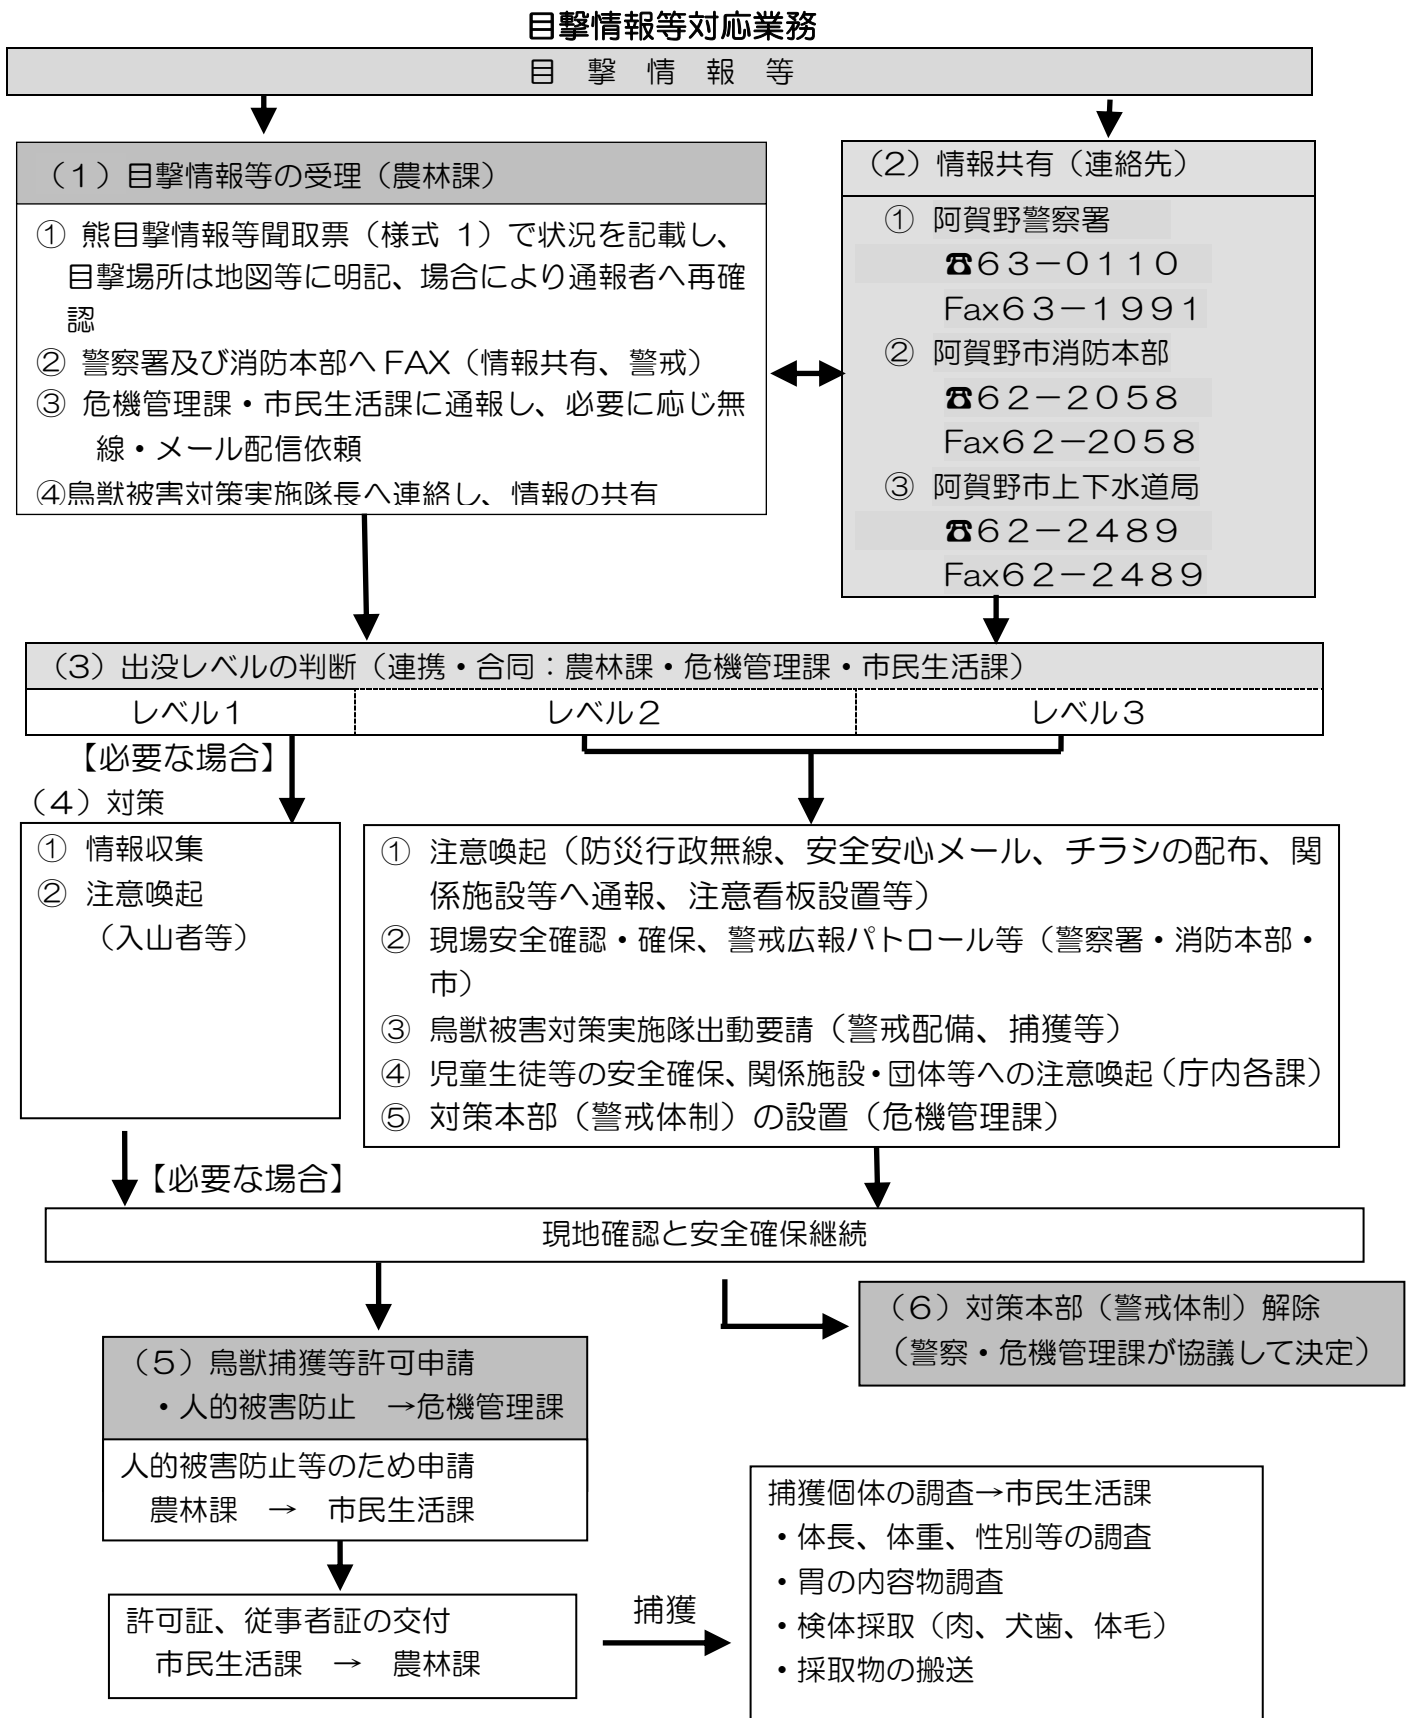 目撃情報等対応業務
目 撃 情 報 等
（１）目撃情報等の受理（農林課）
① 熊目撃情報等聞取票（様式 1）で状況を記載し、
目撃場所は地図等に明記、場合により通報者へ再確
認
② 警察署及び消防本部へ FAX（情報共有、警戒）
③ 危機管理課・市民生活課に通報し、必要に応じ無
線・メール配信依頼
④鳥獣被害対策実施隊長へ連絡し、情報の共有
（２）情報共有（連絡先）
① 阿賀野警察署
☎６３－０１１０
Fax６３－１９９１
② 阿賀野市消防本部
☎６２－２０５８
Fax６２－２０５８
③ 阿賀野市上下水道局
☎６２－２４８９
Fax６２－２４８９
（３）出没レベルの判断（連携・合同：農林課・危機管理課・市民生活課）
レベル１ レベル２ レベル３
【必要な場合】
（４）対策
① 情報収集
② 注意喚起
（入山者等）
① 注意喚起（防災行政無線、安全安心メール、チラシの配布、関
係施設等へ通報、注意看板設置等）
② 現場安全確認・確保、警戒広報パトロール等（警察署・消防本部・
市）
③ 鳥獣被害対策実施隊出動要請（警戒配備、捕獲等）
④ 児童生徒等の安全確保、関係施設・団体等への注意喚起（庁内各課）
⑤ 対策本部（警戒体制）の設置（危機管理課）
【必要な場合】
現地確認と安全確保継続
（６）対策本部（警戒体制）解除
（警察・危機管理課が協議して決定）
（５）鳥獣捕獲等許可申請
・人的被害防止 →危機管理課
人的被害防止等のため申請
農林課 → 市民生活課
許可証、従事者証の交付
市民生活課 → 農林課
捕獲
捕獲個体の調査→市民生活課
・体長、体重、性別等の調査
・胃の内容物調査
・検体採取（肉、犬歯、体毛）
・採取物の搬送